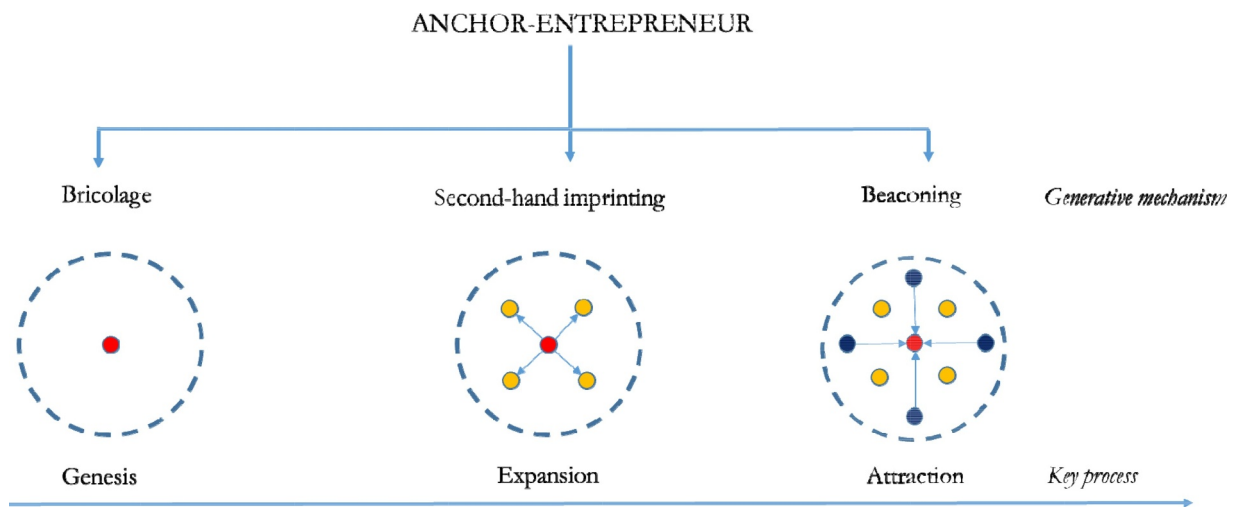 ANCHOR-ENTREPRENEUR
Bricolage
Second-hand imprinting
Beaconing
Generative mechanism
Genesis
Expansion
Attraction
Key process